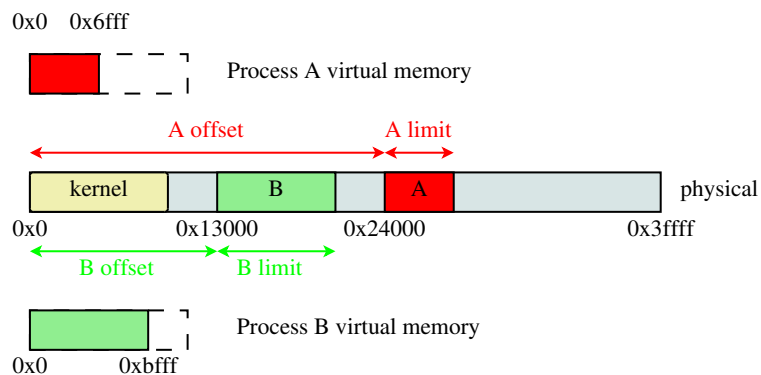 0x0 0x6fff
Process A virtual memory
A offset A limit
kernel B A physical
0x0 0x13000 0x24000 0x3ffff
B offset B limit
Process B virtual memory
0x0 0xbfff